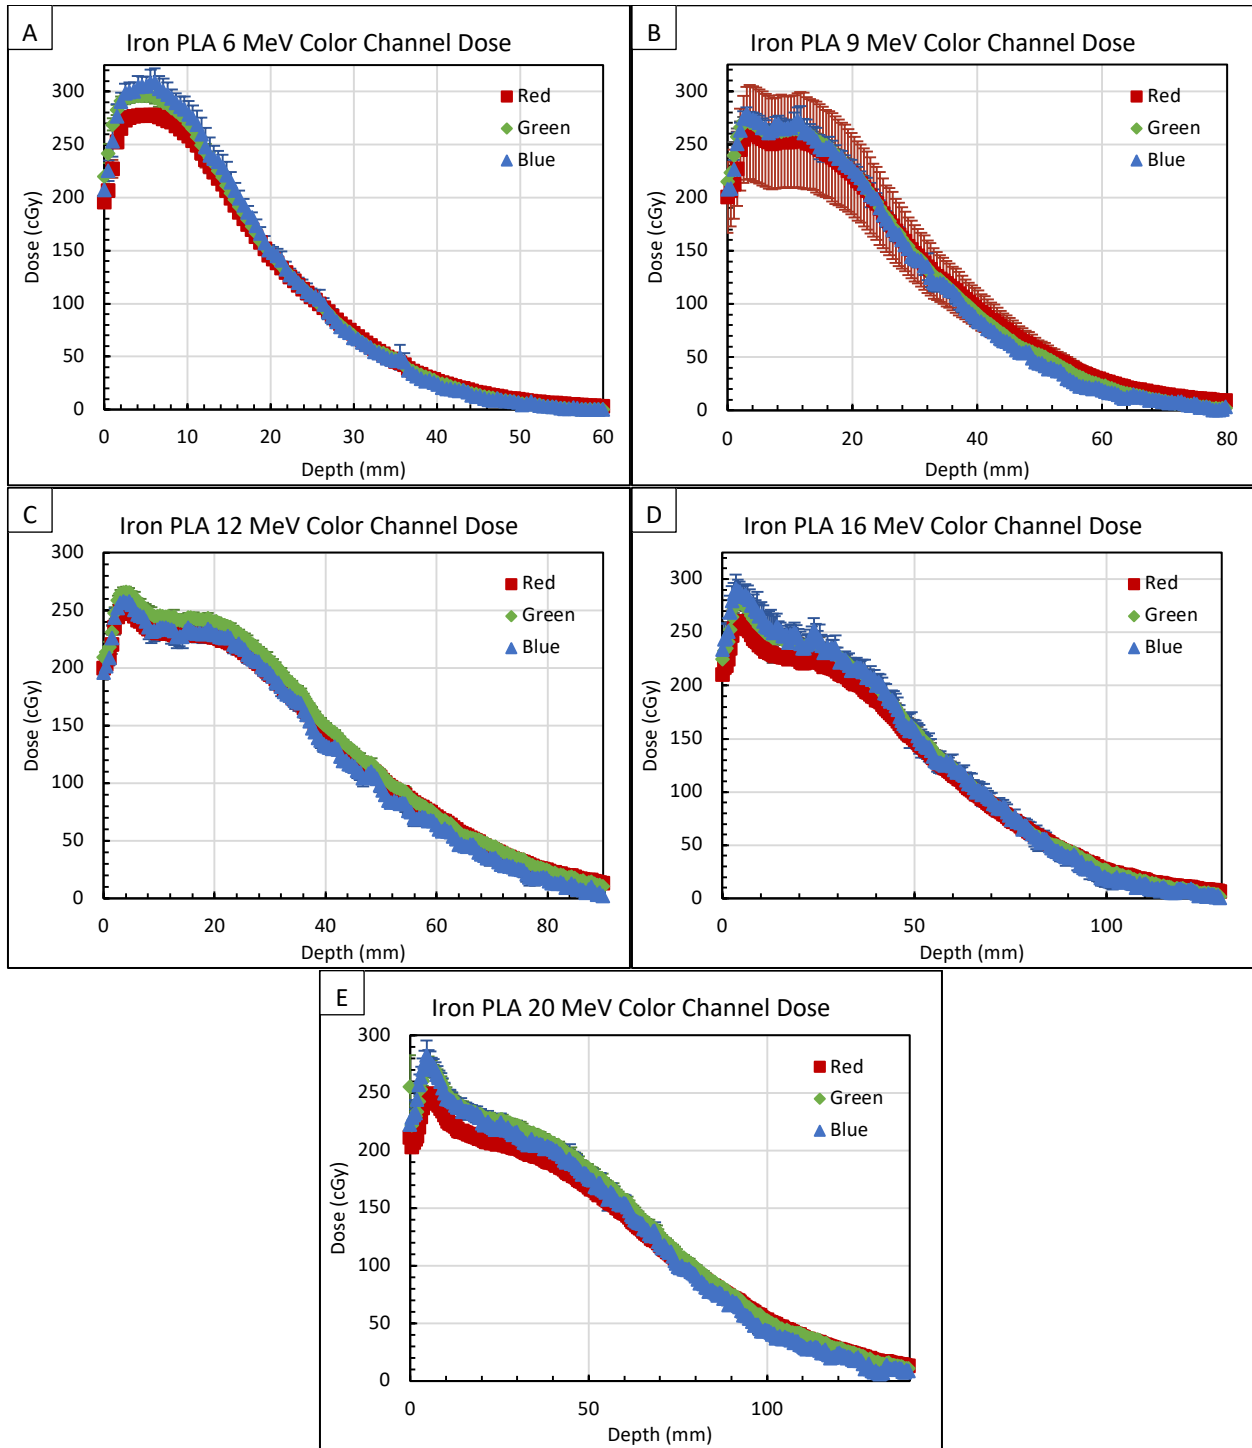 A
Iron PLA 6 MeV Color Channel Dose
300
250
200
150
100
50
0
Dose (cGy)
Red
Green
Blue
0 10 20 30 40 50 60
Depth (mm)
B
Iron PLA 9 MeV Color Channel Dose
300
250
200
150
100
50
0
Dose (cGy)
Red
Green
Blue
0 20 40 60 80
Depth (mm)
C
Iron PLA 12 MeV Color Channel Dose
300
250
200
150
100
50
0
Dose (cGy)
Red
Green
Blue
0 20 40 60 80
Depth (mm)
D
Iron PLA 16 MeV Color Channel Dose
300
250
200
150
100
50
0
Dose (cGy)
Red
Green
Blue
0 50 100
Depth (mm)
E
Iron PLA 20 MeV Color Channel Dose
300
250
200
150
100
50
0
Dose (cGy)
Red
Green
Blue
0 50 100
Depth (mm)